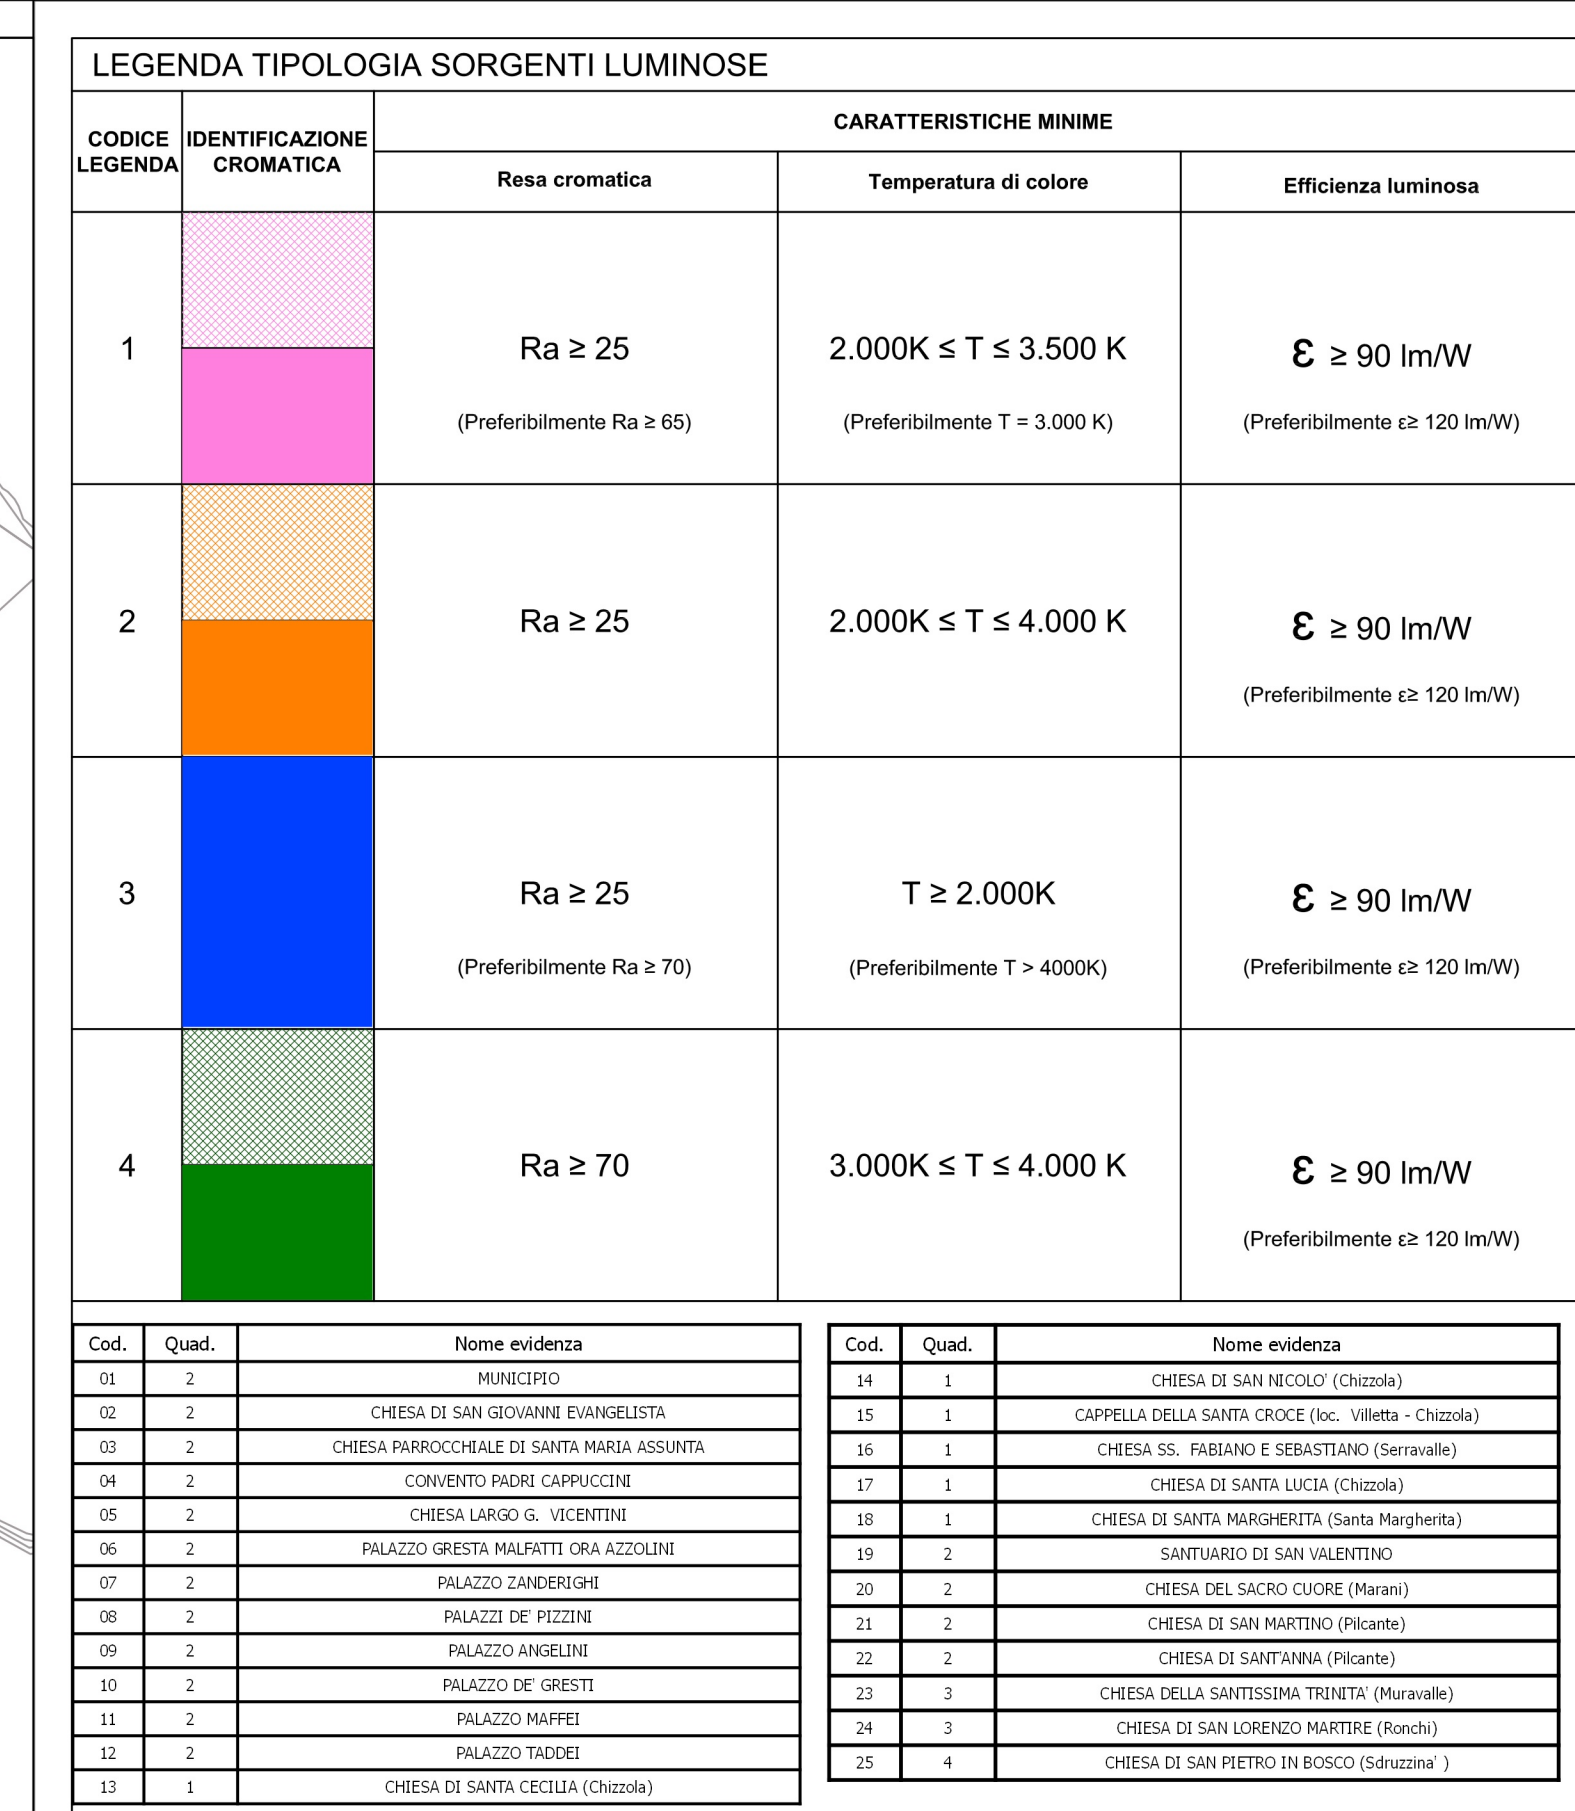 LEGENDA TIPOLOGIA SORGENTI LUMINOSE
CODICE LEGENDA IDENTIFICAZIONE CROMATICA CARATTERISTICHE MINIME
Resa cromatica Temperatura di colore Efficienza luminosa
1 Ra ≥ 25 2.000K ≤ T ≤ 3.500 K ε ≥ 90 lm/W
(Preferibilmente Ra ≥ 65) (Preferibilmente T = 3.000 K) (Preferibilmente ε≥ 120 lm/W)
2 Ra ≥ 25 2.000K ≤ T ≤ 4.000 K ε ≥ 90 lm/W
(Preferibilmente ε≥ 120 lm/W)
3 Ra ≥ 25 T ≥ 2.000K ε ≥ 90 lm/W
(Preferibilmente Ra ≥ 70) (Preferibilmente T > 4000K) (Preferibilmente ε≥ 120 lm/W)
4 Ra ≥ 70 3.000K ≤ T ≤ 4.000 K ε ≥ 90 lm/W
(Preferibilmente ε≥ 120 lm/W)
Cod. Quad. Nome evidenza
01 2 MUNICIPIO
02 2 CHIESA DI SAN GIOVANNI EVANGELISTA
03 2 CHIESA PARROCCHIALE DI SANTA MARIA ASSUNTA
04 2 CONVENTO PADRI CAPPUCCINI
05 2 CHIESA LARGO G. VICENTINI
06 2 PALAZZO GRESTA MALFATTI ORA AZZOLINI
07 2 PALAZZO ZANDERIGHI
08 2 PALAZZI DE' PIZZINI
09 2 PALAZZO ANGELINI
10 2 PALAZZO DE' GRESTI
11 2 PALAZZO MAFFEI
12 2 PALAZZO TADDEI
13 1 CHIESA DI SANTA CECILIA (Chizzola)
Cod. Quad. Nome evidenza
14 1 CHIESA DI SAN NICOLO' (Chizzola)
15 1 CAPPELLA DELLA SANTA CROCE (loc. Villetta - Chizzola)
16 1 CHIESA SS. FABIANO E SEBASTIANO (Serravalle)
17 1 CHIESA DI SANTA LUCIA (Chizzola)
18 1 CHIESA DI SANTA MARGHERITA (Santa Margherita)
19 2 SANTUARIO DI SAN VALENTINO
20 2 CHIESA DEL SACRO CUORE (Marani)
21 2 CHIESA DI SAN MARTINO (Pilcante)
22 2 CHIESA DI SANT'ANNA (Pilcante)
23 3 CHIESA DELLA SANTISSIMA TRINITA' (Muravalle)
24 3 CHIESA DI SAN LORENZO MARTIRE (Ronchi)
25 4 CHIESA DI SAN PIETRO IN BOSCO (Sdruzzina' )